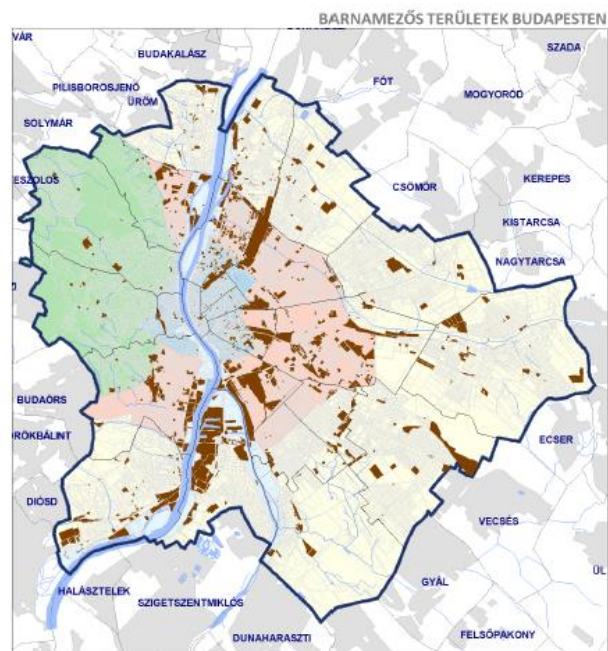 BARNAMEZŐS TERÜLETEK BUDAPESTEN
VÁR
SZADA
BUDAKALÁSZ
FÓT
PILISBOROSJENŐ
MOGYORÓD
ÜRÖM
SOLYMÁR
KEREPES
CSÖMÖR
KISTARCSA
NAGYTARCSA
BUDAÖRS
ECSER
DIÓSD
VECSÉS
ÜL
GYÁL
HALÁSZTELEK
SZIGETSZENTMIKLÓS
DUNAHARASZTI
FELSŐPAKONY